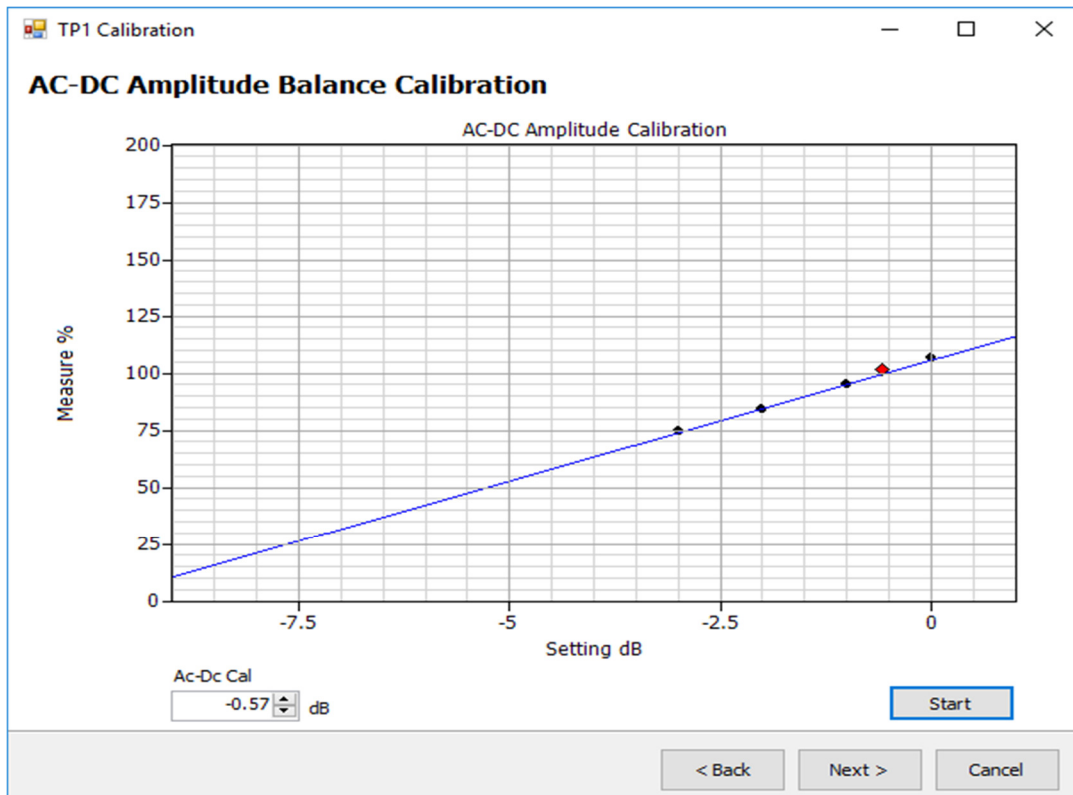 TP1 Calibration
AC-DC Amplitude Balance Calibration
AC-DC Amplitude Calibration
200
175
150
125
100
75
50
25
0
Measure %
-7.5 -5 -2.5 0
Setting dB
Ac-Dc Cal
-0.57 dB
Start
< Back Next > Cancel